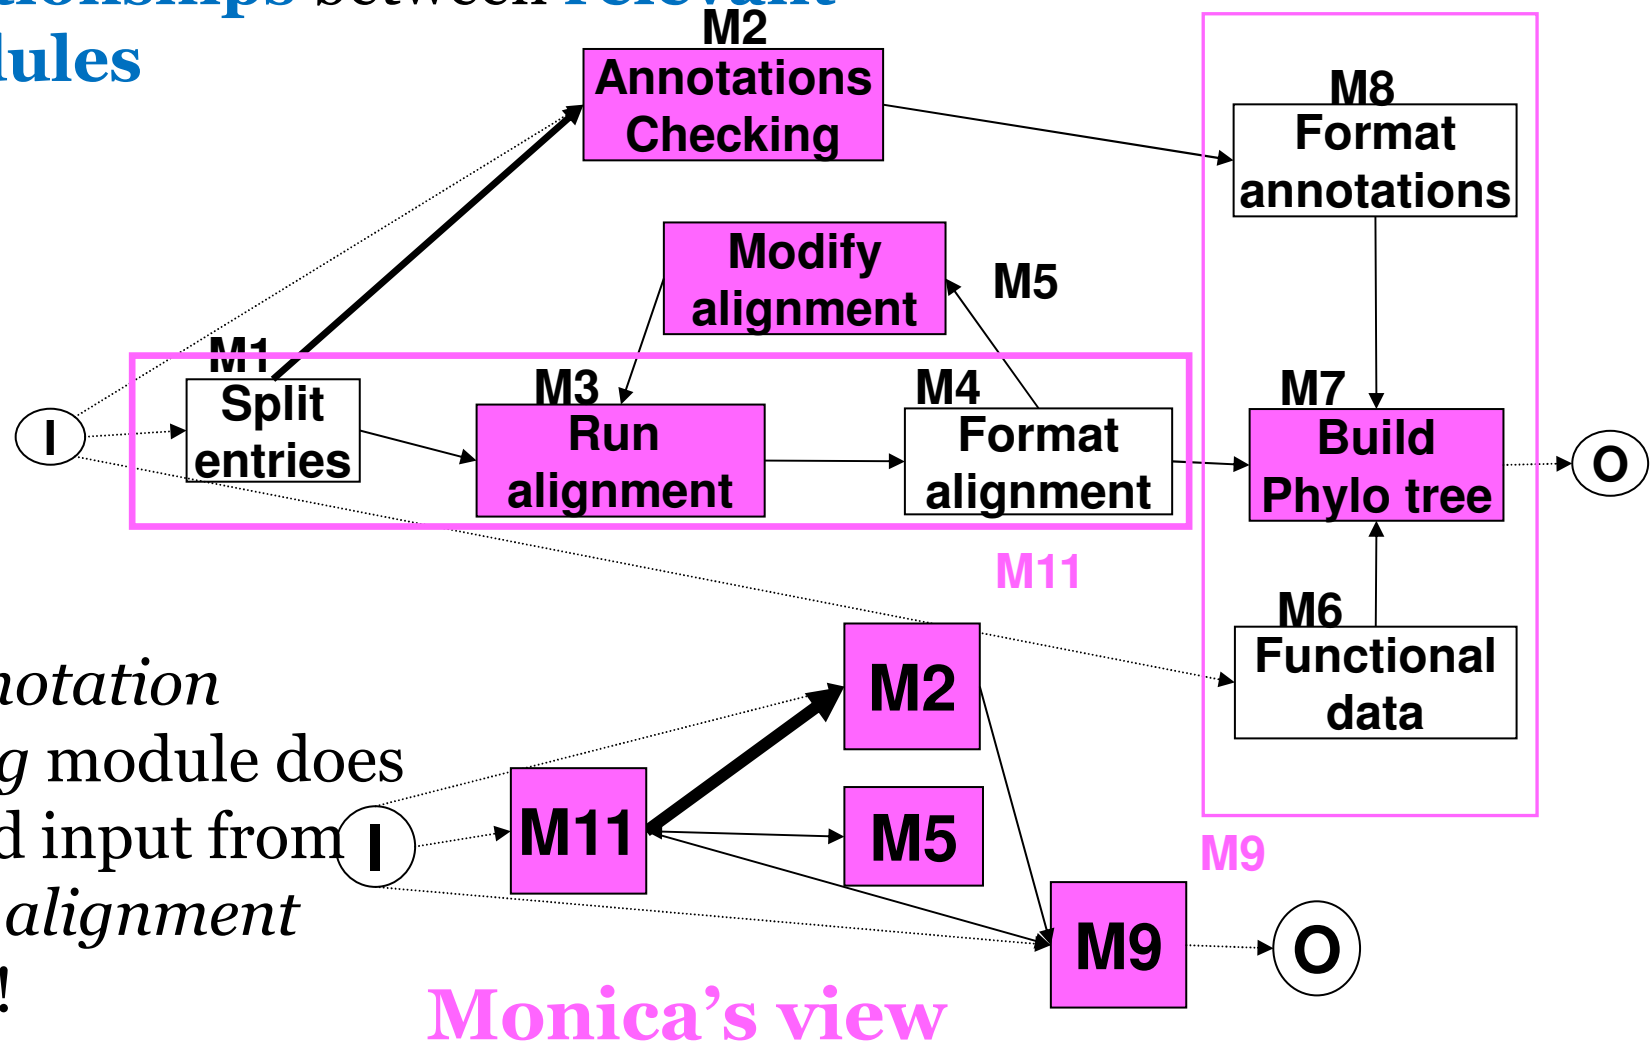 between
M2
Annotations
Checking
M8
Format
annotations
Modify
alignment
M5
M1
Split
entries
M3
Run
alignment
M4
Format
alignment
M7
Build
Phylo tree
I
O
M11
M6
Functional
data
M2
module does
input from
alignment
!
I
M11
M5
M9
M9
O
Monica’s view